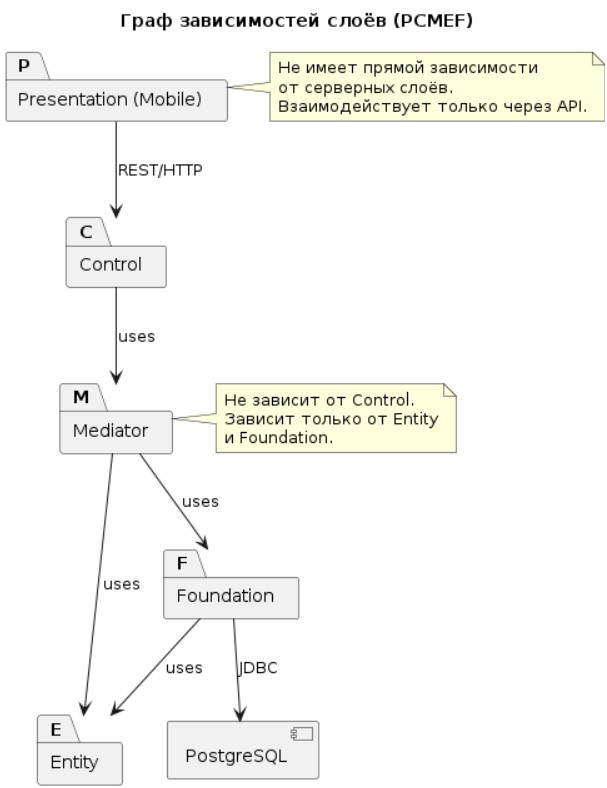 Граф зависимостей слоёв (PCMEF)
P
Presentation (Mobile)
Не имеет прямой зависимости
от серверных слоёв.
Взаимодействует только через API.
REST/HTTP
C
Control
uses
M
Mediator
Не зависит от Control.
Зависит только от Entity
и Foundation.
uses
F
Foundation
uses
uses
JDBC
E
Entity
PostgreSQL